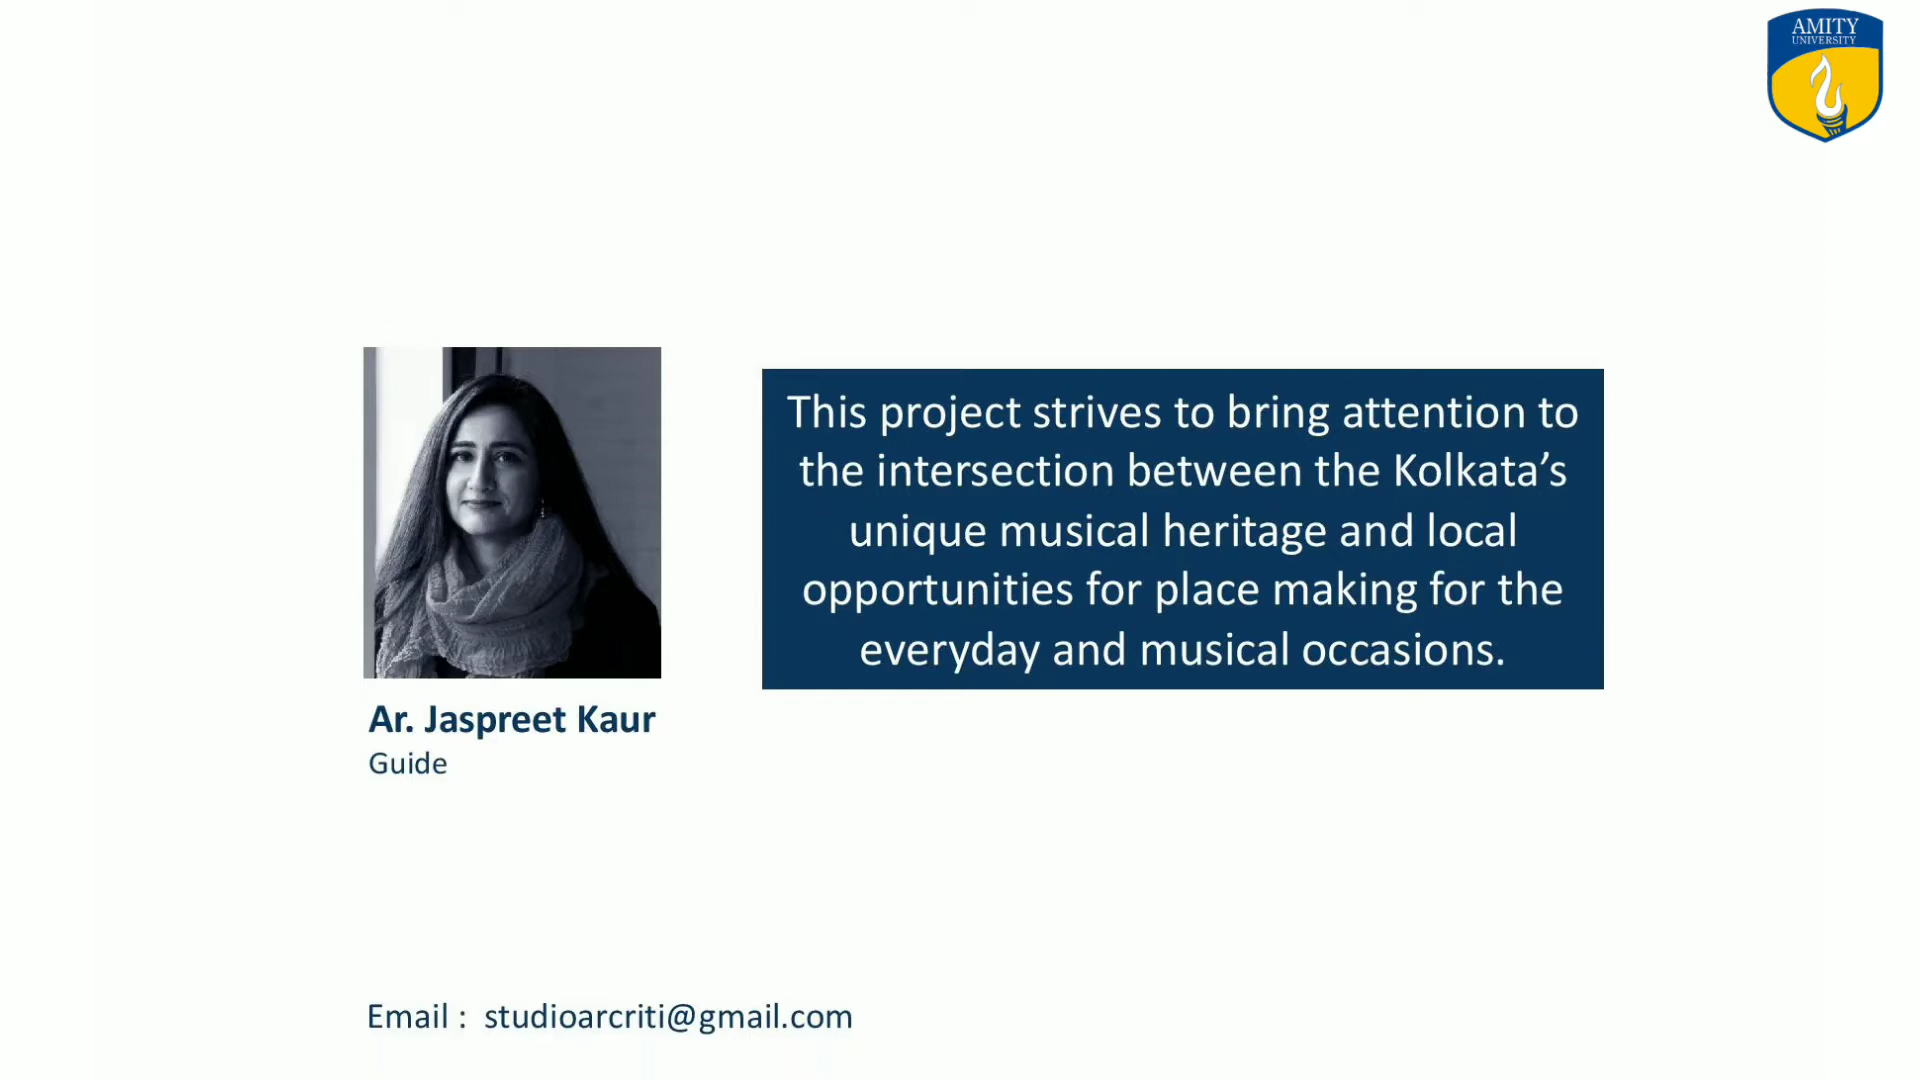 AMITY
UNIVERSITY
This project strives to bring attention to
the intersection between the Kolkata’s
unique musical heritage and local
opportunities for place making for the
everyday and musical occasions.
Ar. Jaspreet Kaur
Guide
Email :  studioarcriti@gmail.com